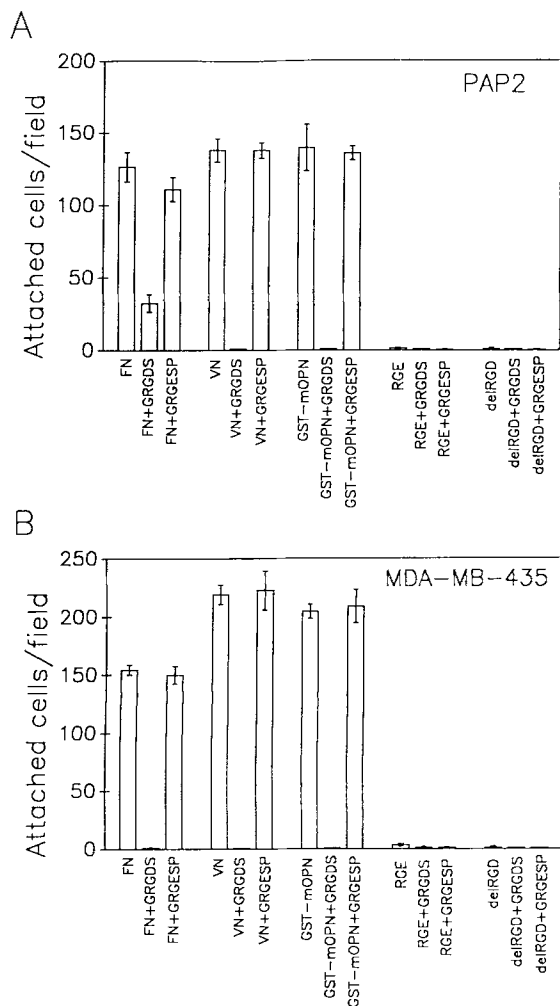 A
PAP2
Attached cells/field
200
150
100
50
0
FN
FN+GRGDS
FN+GRGESP
VN
VN+GRGDS
VN+GRGESP
GST-mOPN
GST-mOPN+GRGDS
GST-mOPN+GRGESP
RGE
RGE+GRGDS
RGE+GRGESP
delRGD
delRGD+GRGDS
delRGD+GRGESP
B
MDA-MB-435
Attached cells/field
250
200
150
100
50
0
FN
FN+GRGDS
FN+GRGESP
VN
VN+GRGDS
VN+GRGESP
GST-mOPN
GST-mOPN+GRGDS
GST-mOPN+GRGESP
RGE
RGE+GRGDS
RGE+GRGESP
delRGD
delRGD+GRGDS
delRGD+GRGESP